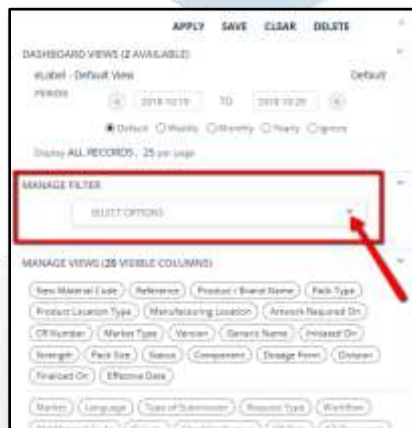 APPLY SAVE CLEAR DELETE
DASHBOARD VIEWS (2 AVAILABLE)
eLabel - Default View Default
PERIOD 2018-10-19 TO 2018-10-26
Default Weekly Monthly Yearly Ignore
Display ALL RECORDS, 25 per page
MANAGE FILTER
SELECT OPTIONS
MANAGE VIEWS (20 VISIBLE COLUMNS)
New Material Code Reference Product / Brand Name Pack Type
Product Location Type Manufacturing Location Artwork Required On
CR Number Market Type Version Generic Name Initiated On
Strength Pack Size Status Component Dosage Form Division
Finalized On Effective Date
Market Language Type of Submission Request Type Workflow